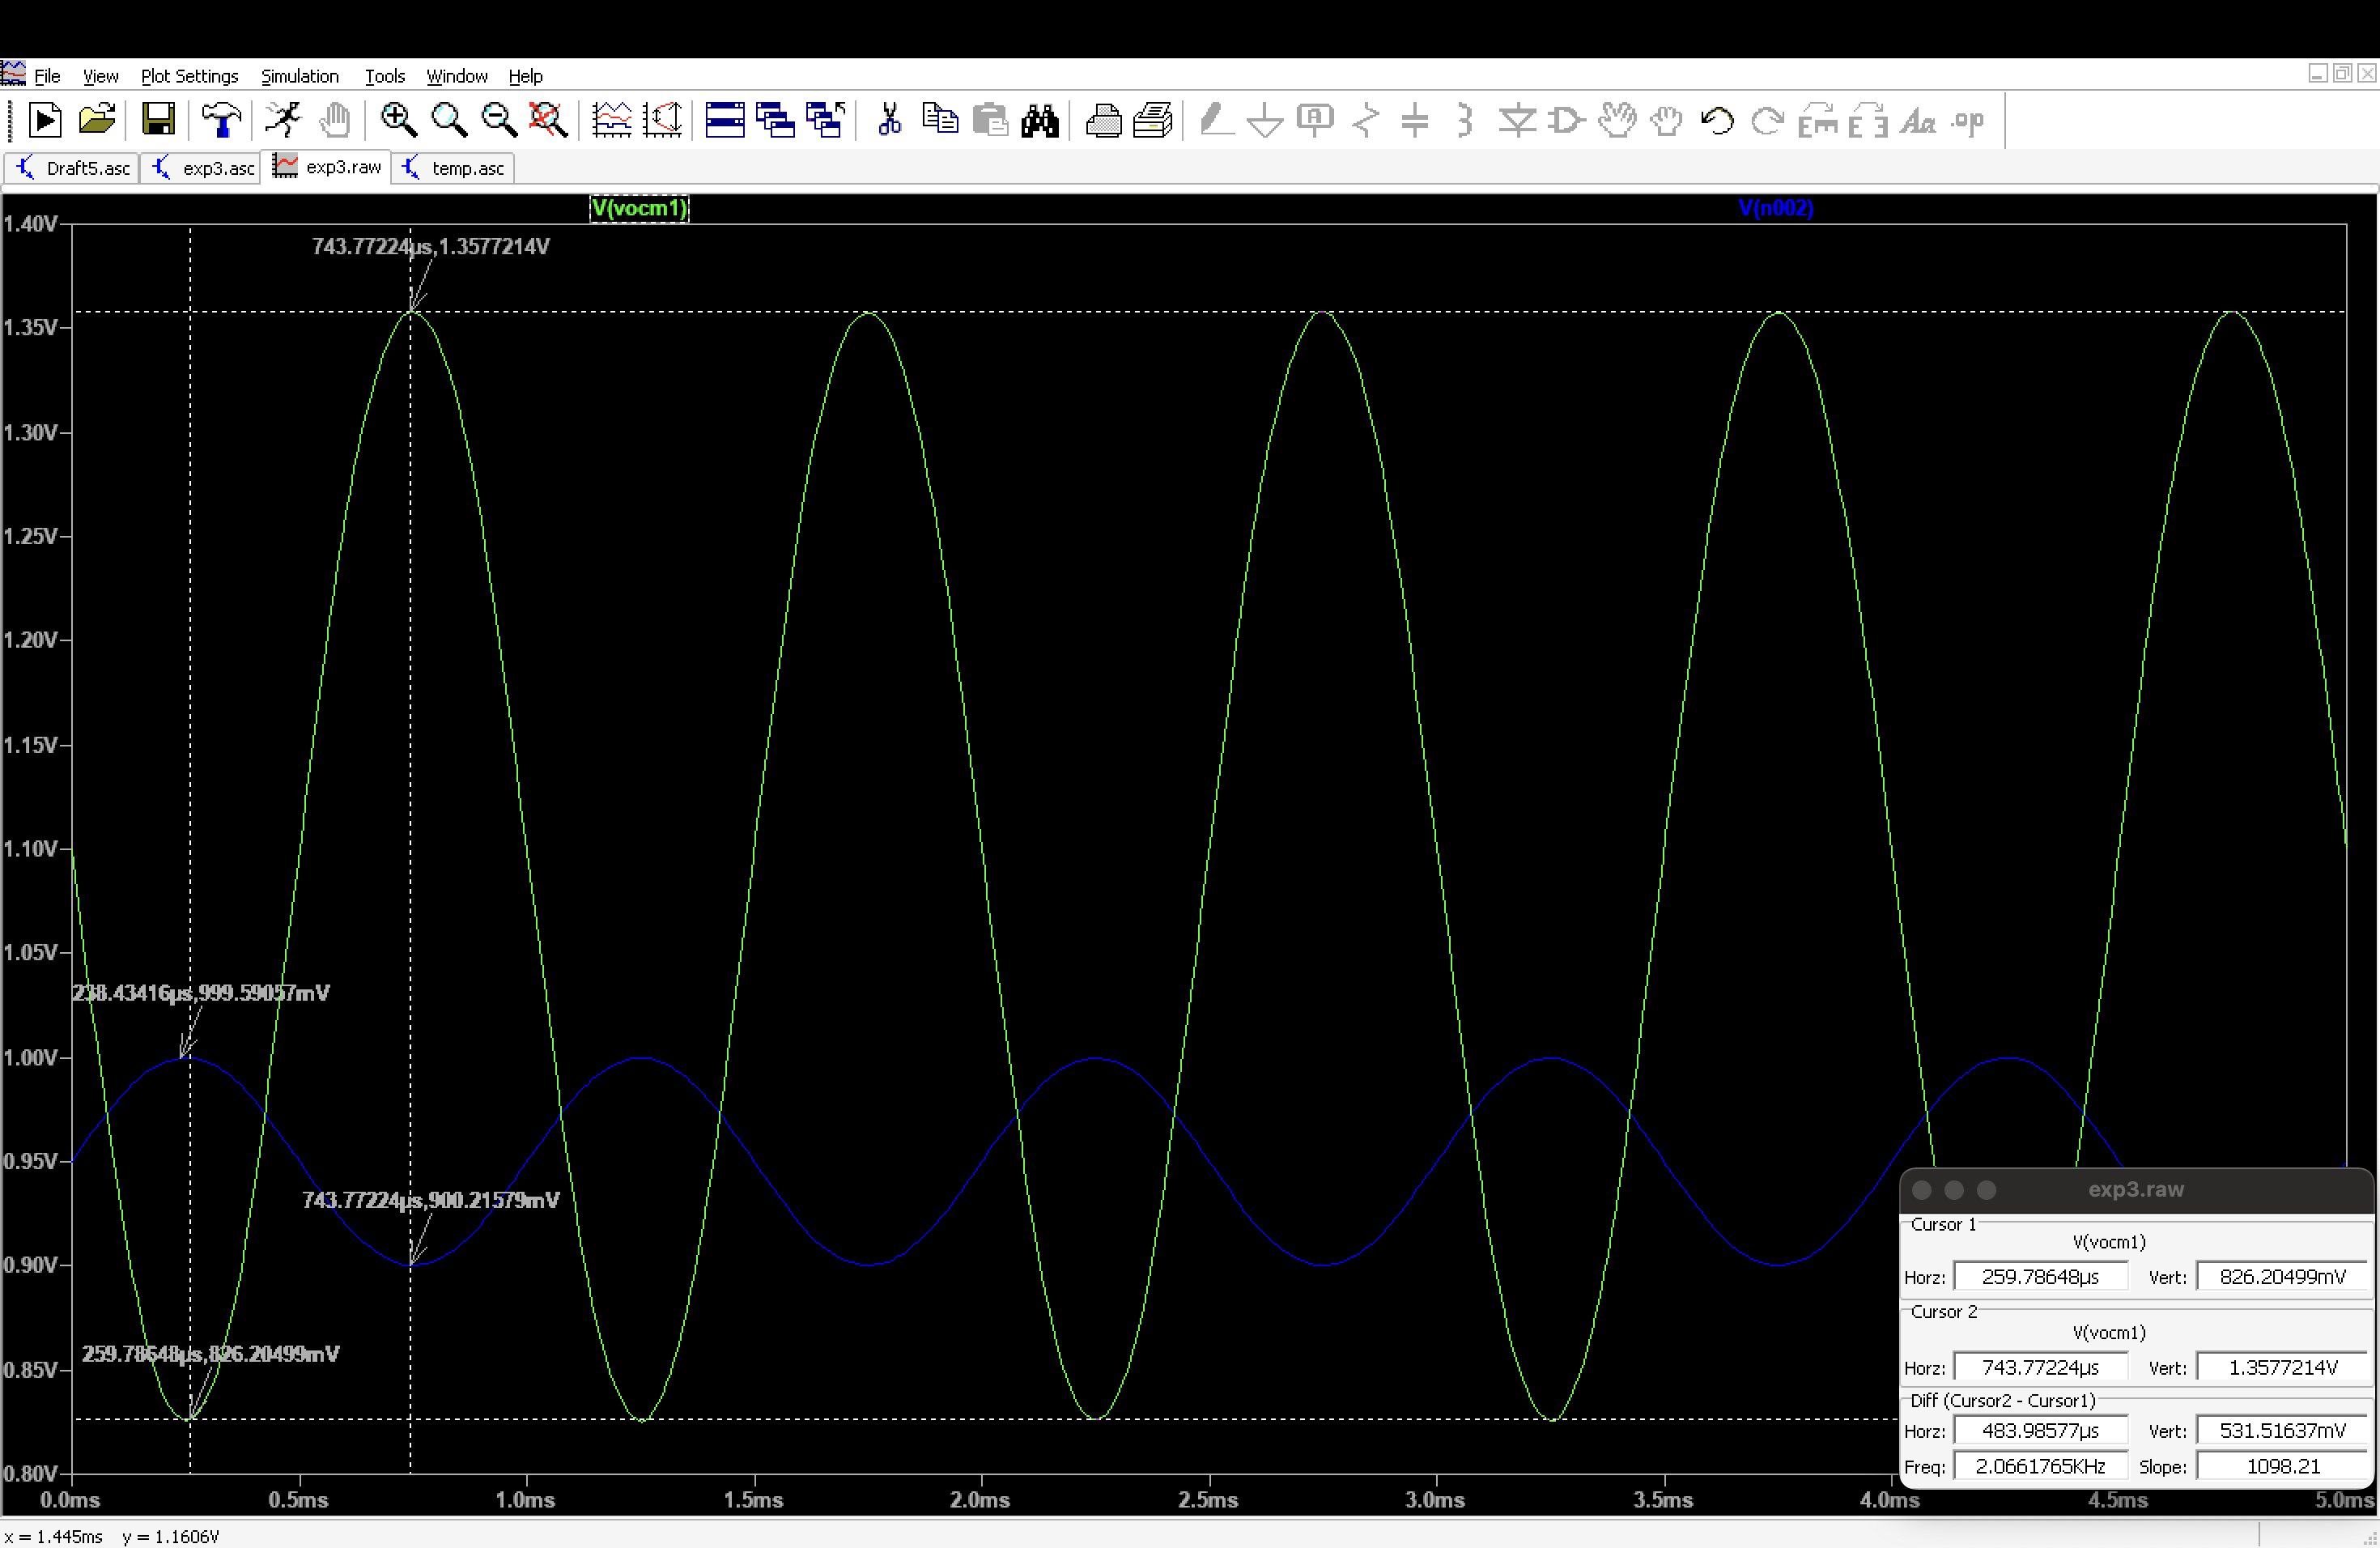 File View Plot Settings Simulation Tools Window Help
Draft5.asc exp3.asc exp3.raw temp.asc
V(vocm1) V(n002)
1.40V
743.77224µs,1.3577214V
1.35V
1.30V
1.25V
1.20V
1.15V
1.10V
1.05V
238.43416µs,999.59057mV
1.00V
0.95V
743.77224µs,900.21579mV
0.90V
259.78648µs,826.20499mV
0.85V
0.80V
0.0ms 0.5ms 1.0ms 1.5ms 2.0ms 2.5ms 3.0ms 3.5ms 4.0ms 4.5ms 5.0ms
exp3.raw
Cursor 1
V(vocm1)
Horz: 259.78648µs Vert: 826.20499mV
Cursor 2
V(vocm1)
Horz: 743.77224µs Vert: 1.3577214V
Diff (Cursor2 - Cursor1)
Horz: 483.98577µs Vert: 531.51637mV
Freq: 2.0661765KHz Slope: 1098.21
x = 1.445ms y = 1.1606V